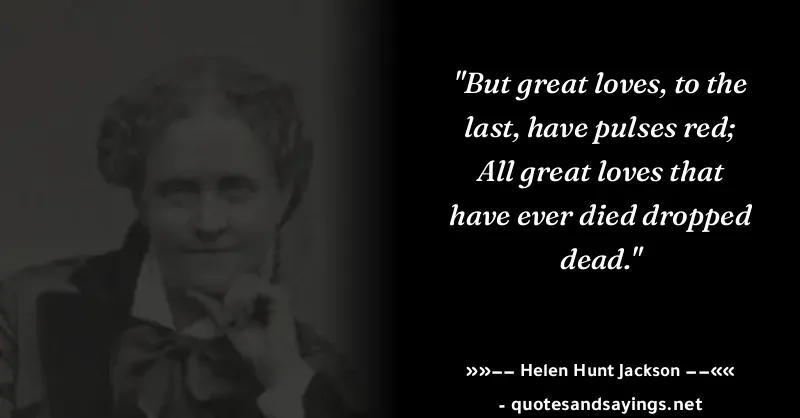 "But great loves, to the
last, have pulses red;
All great loves that
have ever died dropped
dead."
»»−− Helen Hunt Jackson −−««
- quotesandsayings.net